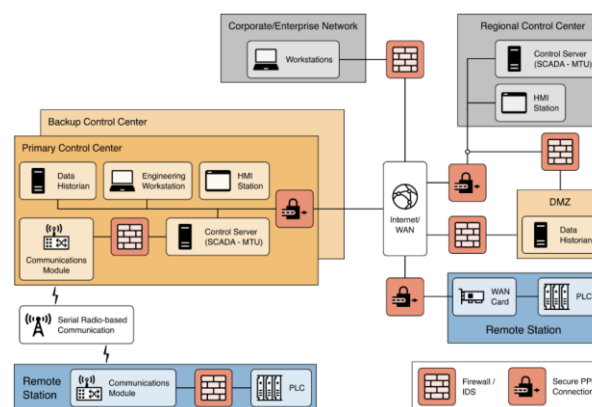 Corporate/Enterprise Network
Workstations
Regional Control Center
Control Server
(SCADA - MTU)
HMI
Station
Backup Control Center
Primary Control Center
Data
Historian
Engineering
Workstation
HMI
Station
Communications
Module
Control Server
(SCADA - MTU)
Internet/
WAN
DMZ
Data
Historian
WAN
Card
PLC
Remote Station
Serial Radio-based
Communication
Remote
Station
Communications
Module
PLC
Firewall /
IDS
Secure
Connection